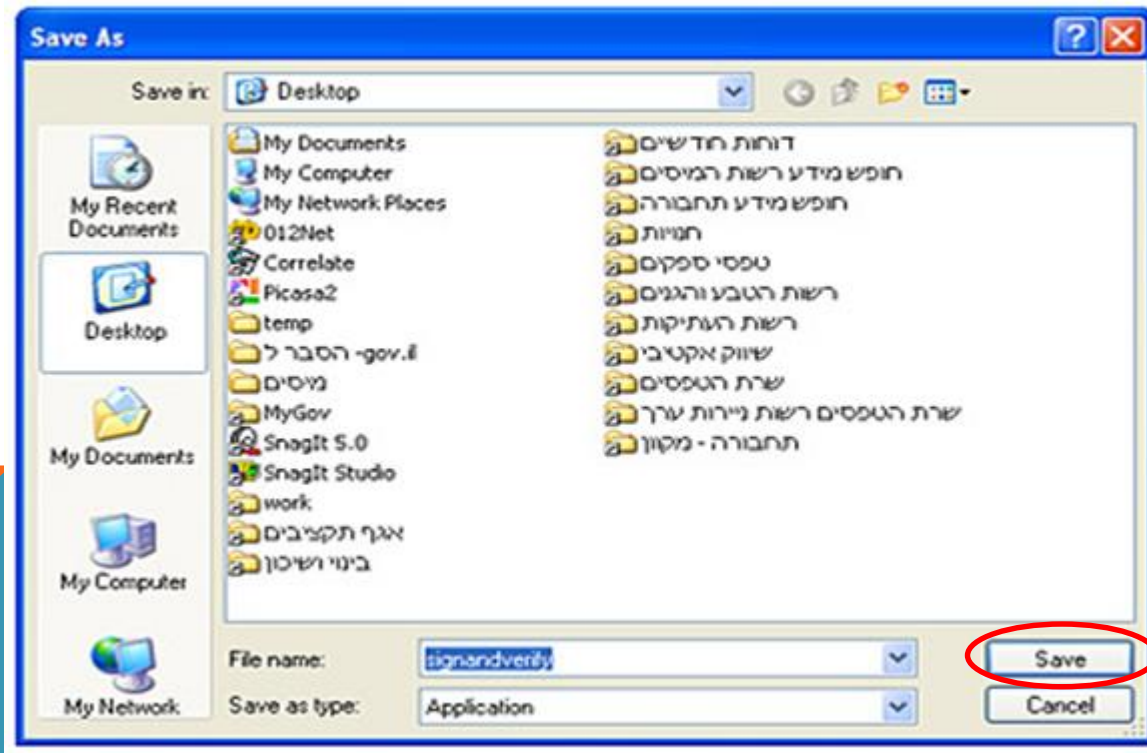 Save As
Save in:
Desktop
My Recent
Documents
Desktop
My Documents
My Computer
My Network
My Documents
My Computer
My Network Places
012Net
Correlate
Picasa2
temp
הסבר ל -gov.il
מיסים
MyGov
SnagIt 5.0
SnagIt Studio
work
אגף תקציבים
בינוי ושיכון
דוחות חודשיים
חופש מידע רשות המיסים
חופש מידע תחבורה
חנויות
טפסי ספקים
רשות הטבע והגנים
רשות העתיקות
שיווק אקטיבי
שרת הטפסים
שרת הטפסים רשות ניירות ערך
תחבורה - מקוון
File name:
signandverify
Save
Save as type:
Application
Cancel